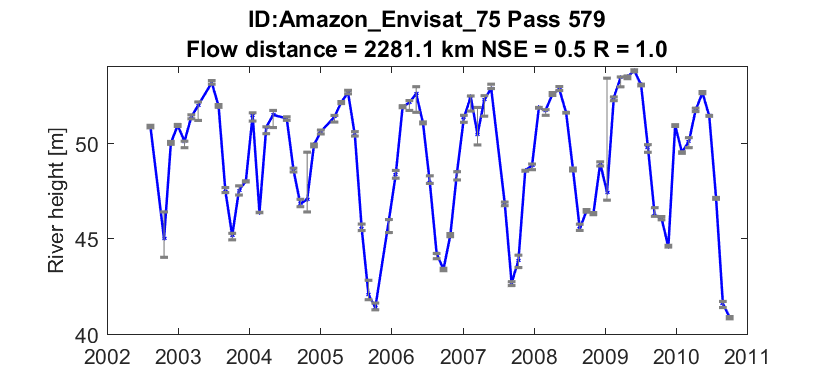 ID:Amazon_Envisat_75 Pass 579
Flow distance = 2281.1 km NSE = 0.5 R = 1.0
River height [m]
50
45
40
2002 2003 2004 2005 2006 2007 2008 2009 2010 2011